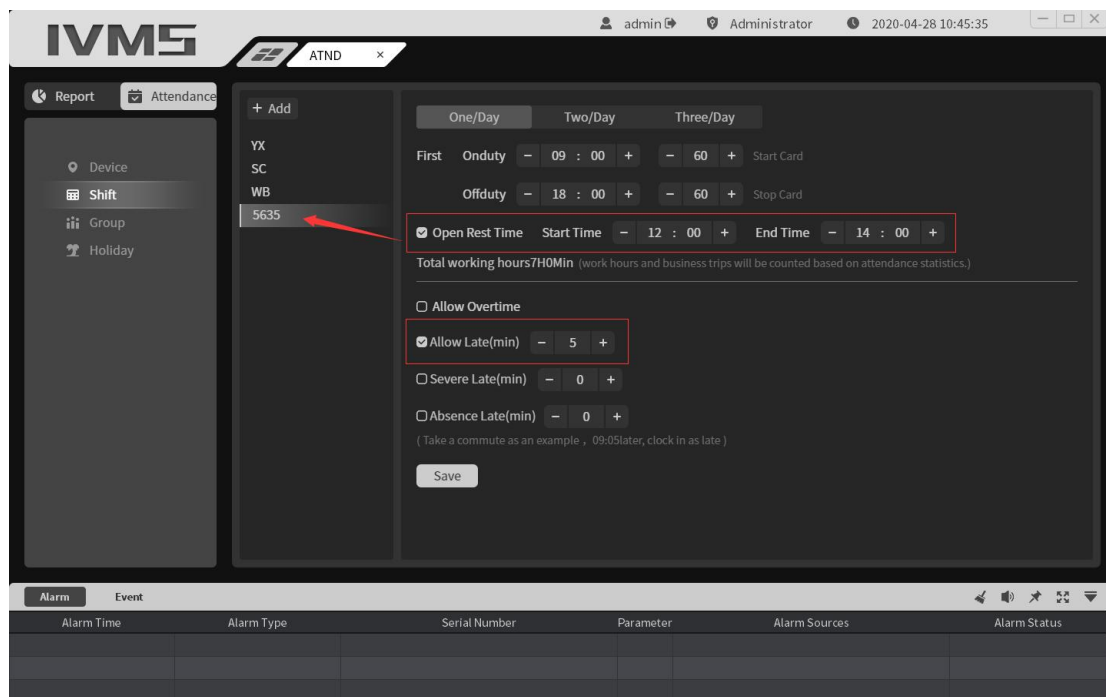 IVMS
admin
Administrator
2020-04-28 10:45:35
ATND ×
Report
Attendance
Device
Shift
Group
Holiday
+ Add
YX
SC
WB
5635
One/Day Two/Day Three/Day
First Onduty − 09 : 00 + − 60 + Start Card
Offduty − 18 : 00 + − 60 + Stop Card
Open Rest Time Start Time − 12 : 00 + End Time − 14 : 00 +
Total working hours7H0Min (work hours and business trips will be counted based on attendance statistics.)
Allow Overtime
Allow Late(min) − 5 +
Severe Late(min) − 0 +
Absence Late(min) − 0 +
( Take a commute as an example ,  09:05later, clock in as late )
Save
Alarm Event
Alarm Time Alarm Type Serial Number Parameter Alarm Sources Alarm Status